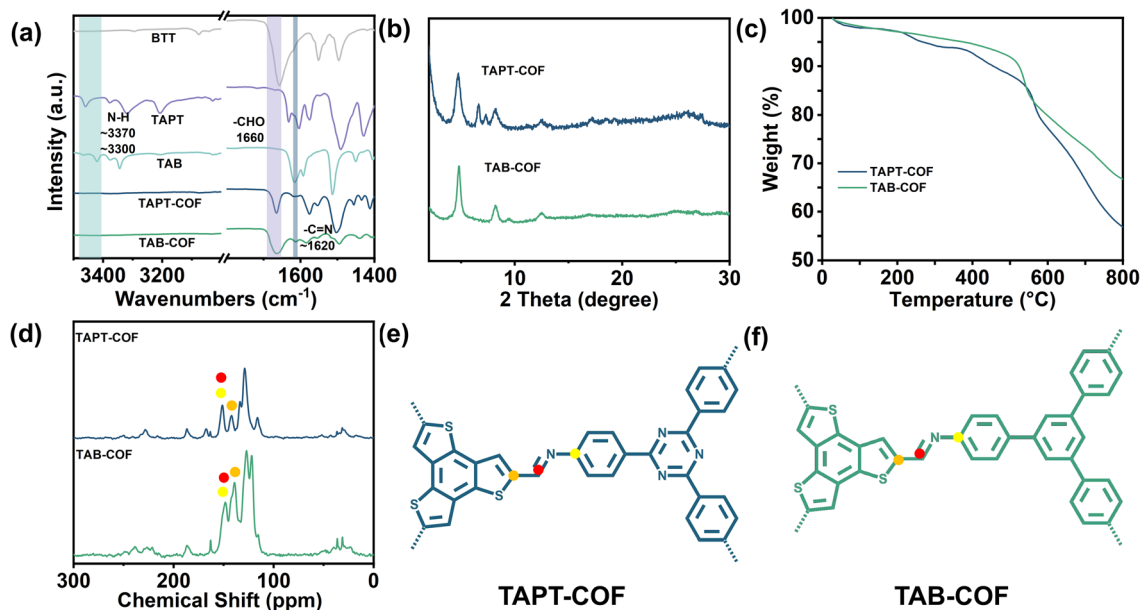 (a)
BTT
N-H
~3370
~3300
TAPT
-CHO
1660
TAB
TAPT-COF
TAB-COF
-C=N
~1620
Intensity (a.u.)
3400
3200
1600
1400
Wavenumbers (cm-1)
(b)
TAPT-COF
TAB-COF
Intensity (a.u.)
10
20
30
2 Theta (degree)
(c)
100
90
80
70
60
50
Weight (%)
TAPT-COF
TAB-COF
0
200
400
600
800
Temperature (°C)
(d)
TAPT-COF
TAB-COF
300
200
100
0
Chemical Shift (ppm)
(e)
S
S
S
N
N
N
N
TAPT-COF
(f)
S
S
S
N
TAB-COF